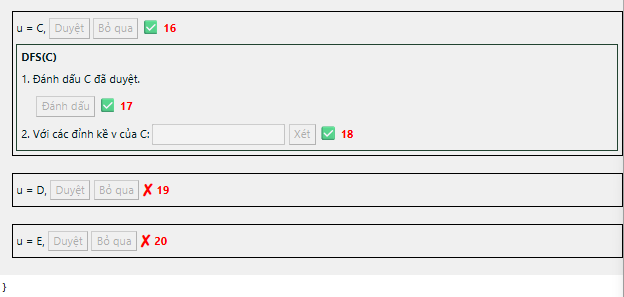 u = C, Duyệt Bỏ qua ✅ 16
DFS(C)
1. Đánh dấu C đã duyệt.
Đánh dấu ✅ 17
2. Với các đỉnh kề v của C: Xét ✅ 18
u = D, Duyệt Bỏ qua ✗ 19
u = E, Duyệt Bỏ qua ✗ 20
}